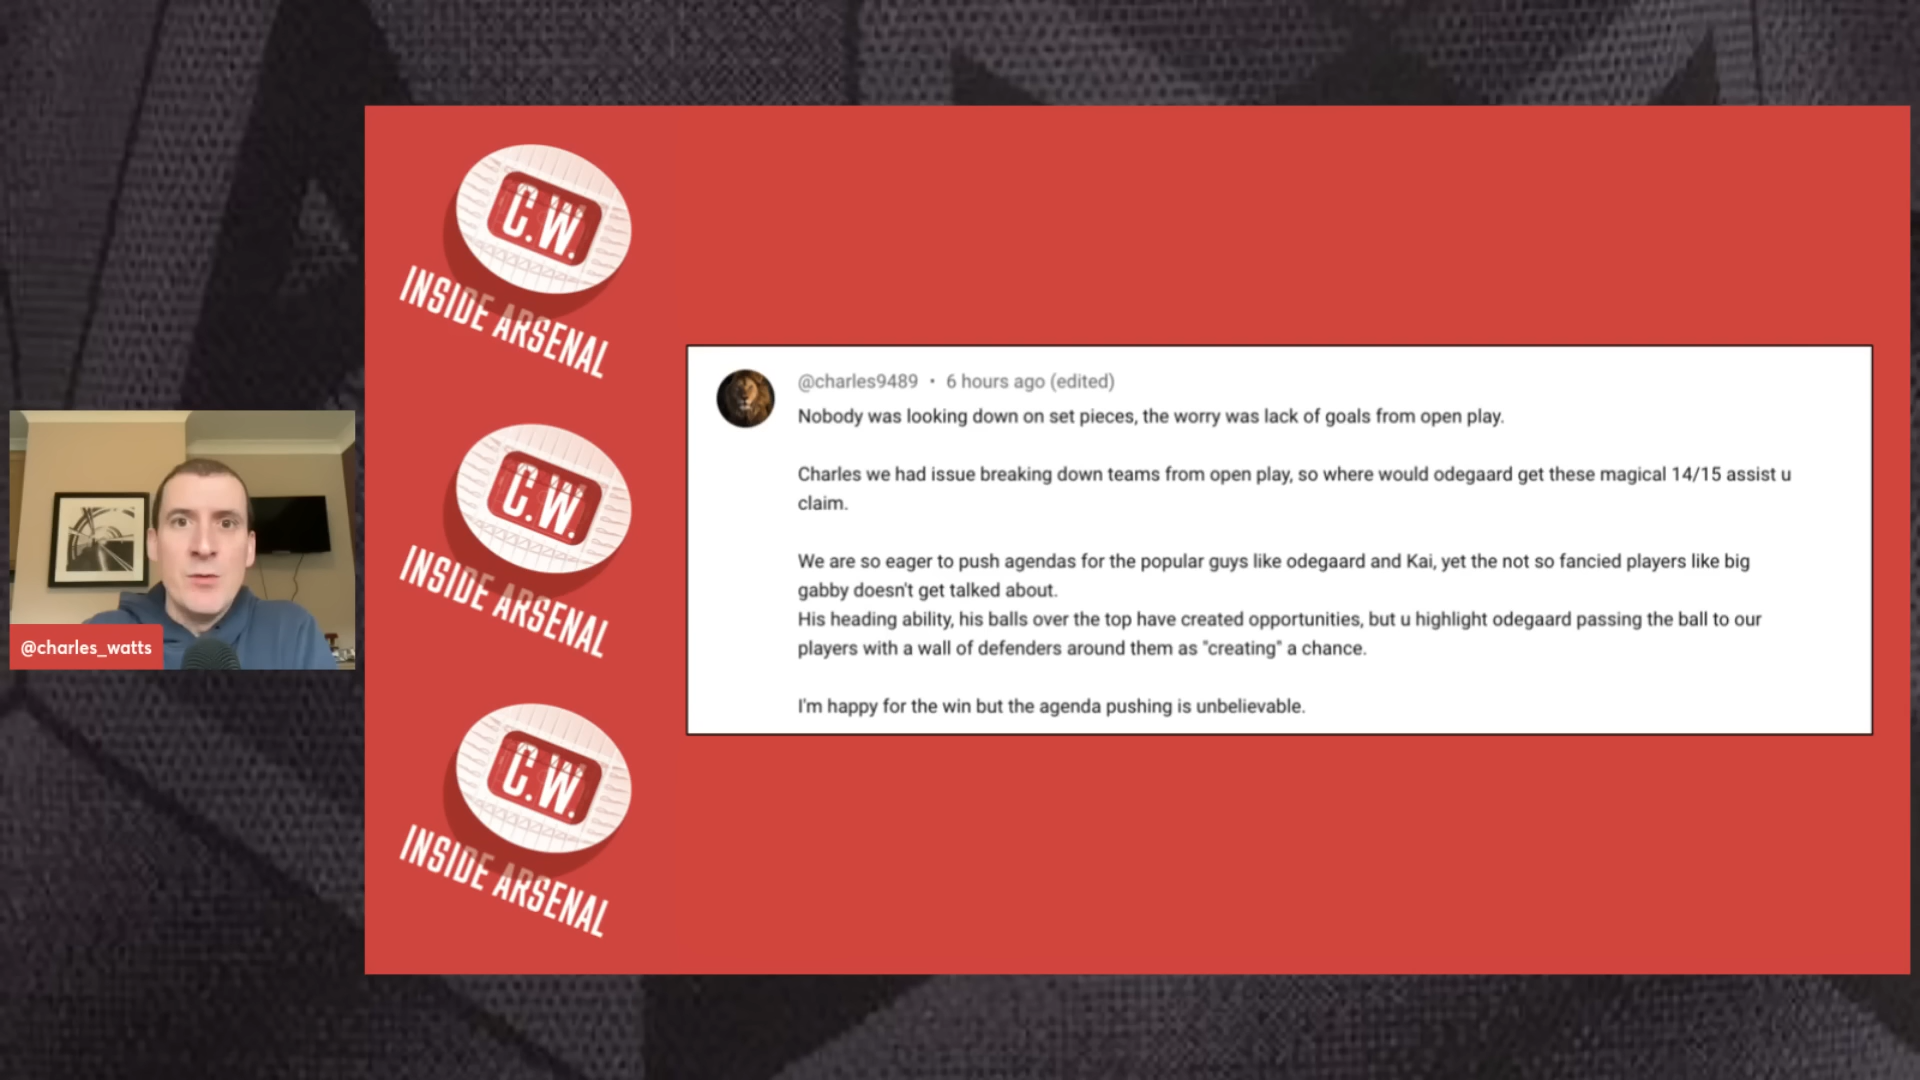 C.W.
INSIDE ARSENAL
C.W.
INSIDE ARSENAL
C.W.
INSIDE ARSENAL
@charles_watts
@charles9489 • 6 hours ago (edited)
Nobody was looking down on set pieces, the worry was lack of goals from open play.
Charles we had issue breaking down teams from open play, so where would odegaard get these magical 14/15 assist u
claim.
We are so eager to push agendas for the popular guys like odegaard and Kai, yet the not so fancied players like big
gabby doesn't get talked about.
His heading ability, his balls over the top have created opportunities, but u highlight odegaard passing the ball to our
players with a wall of defenders around them as "creating" a chance.
I'm happy for the win but the agenda pushing is unbelievable.